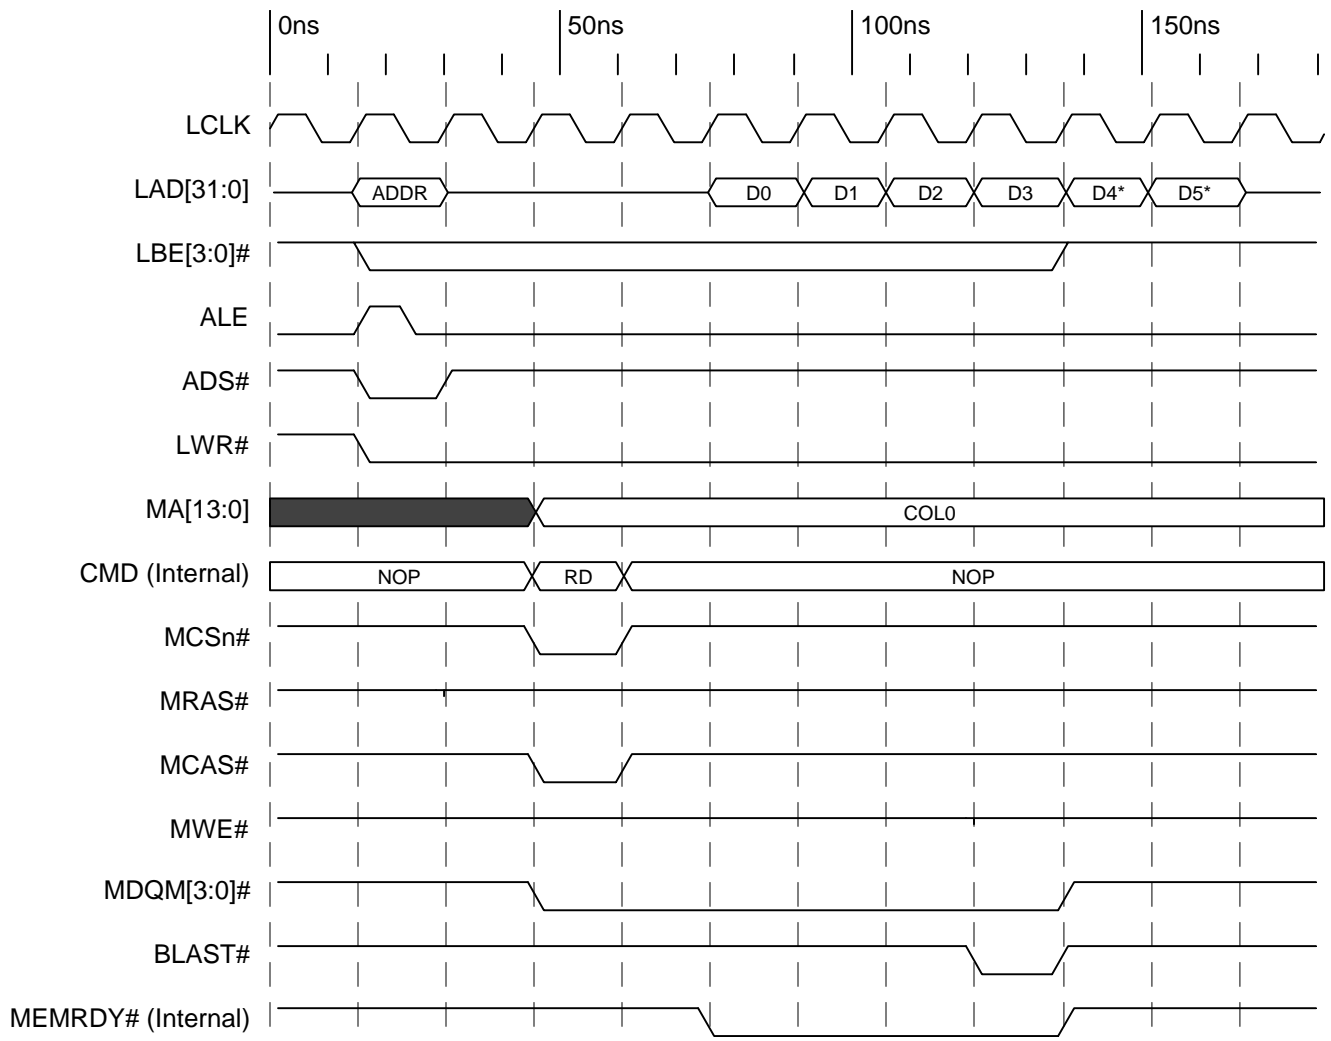 0ns 50ns 100ns 150ns
LCLK
LAD[31:0] ADDR D0 D1 D2 D3 D4* D5*
LBE[3:0]#
ALE
ADS#
LWR#
MA[13:0] COL0
CMD (Internal) NOP RD NOP
MCSn#
MRAS#
MCAS#
MWE#
MDQM[3:0]#
BLAST#
MEMRDY# (Internal)